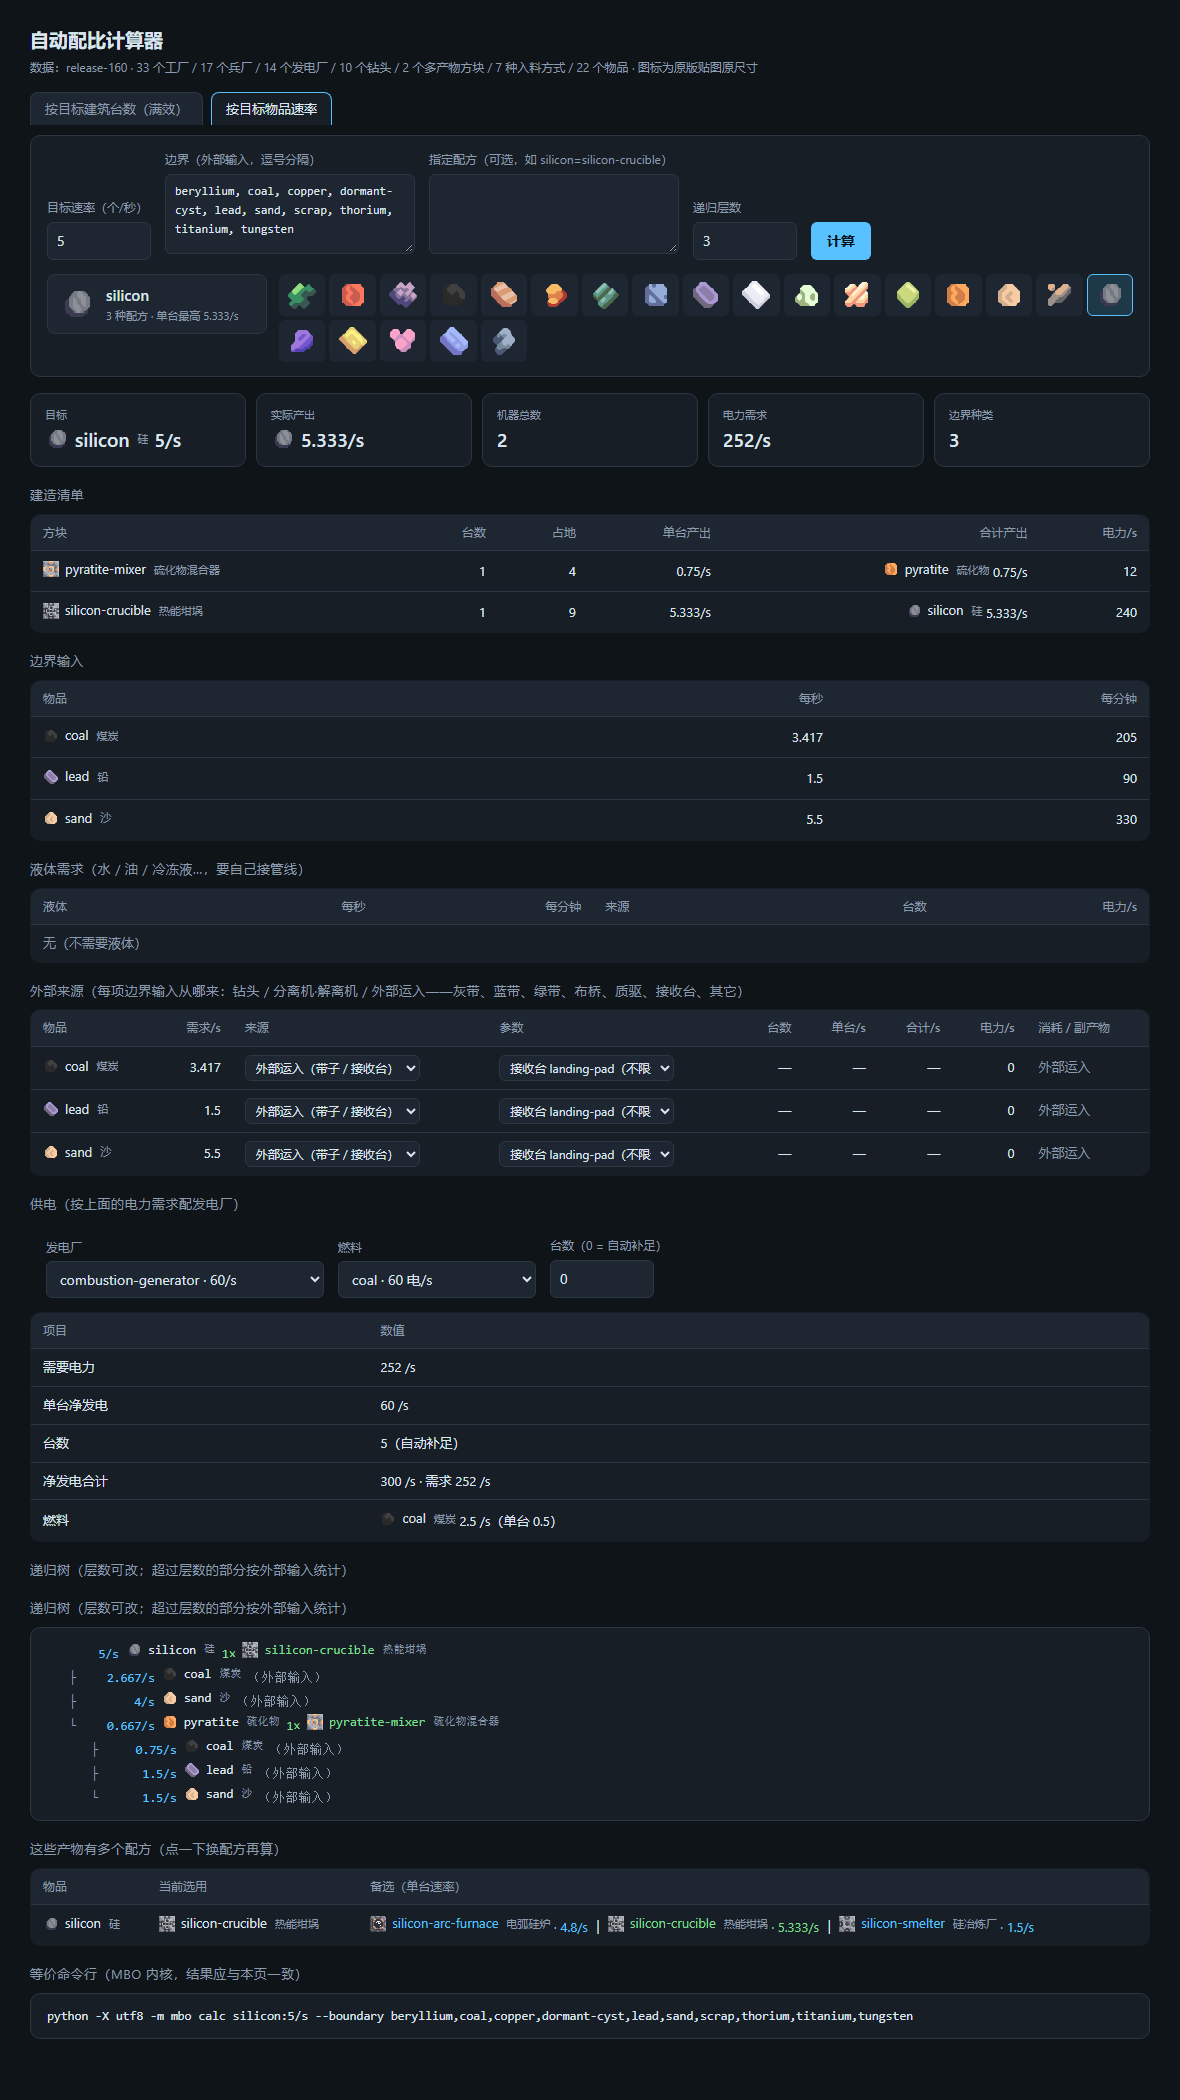 自动配比计算器
数据：release-160 · 33 个工厂 / 17 个兵厂 / 14 个发电厂 / 10 个钻头 / 2 个多产物方块 / 7 种入料方式 / 22 个物品 · 图标为原版贴图原尺寸
按目标建筑台数（满效） 按目标物品速率
边界（外部输入，逗号分隔） 指定配方（可选，如 silicon=silicon-crucible）
目标速率（个/秒） 递归层数
beryllium, coal, copper, dormant-
cyst, lead, sand, scrap, thorium,
titanium, tungsten
5 3 计算
silicon
3 种配方 · 单台最高 5.333/s
目标 实际产出 机器总数 电力需求 边界种类
silicon 硅 5/s 5.333/s 2 252/s 3
建造清单
方块 台数 占地 单台产出 合计产出 电力/s
pyratite-mixer 硫化物混合器 1 4 0.75/s pyratite 硫化物 0.75/s 12
silicon-crucible 热能坩埚 1 9 5.333/s silicon 硅 5.333/s 240
边界输入
物品 每秒 每分钟
coal 煤炭 3.417 205
lead 铅 1.5 90
sand 沙 5.5 330
液体需求（水 / 油 / 冷冻液…，要自己接管线）
液体 每秒 每分钟 来源 台数 电力/s
无（不需要液体）
外部来源（每项边界输入从哪来：钻头 / 分离机·解离机 / 外部运入——灰带、蓝带、绿带、布桥、质驱、接收台、其它）
物品 需求/s 来源 参数 台数 单台/s 合计/s 电力/s 消耗 / 副产物
coal 煤炭 3.417 外部运入（带子 / 接收台） 接收台 landing-pad（不限 — — — 0 外部运入
lead 铅 1.5 外部运入（带子 / 接收台） 接收台 landing-pad（不限 — — — 0 外部运入
sand 沙 5.5 外部运入（带子 / 接收台） 接收台 landing-pad（不限 — — — 0 外部运入
供电（按上面的电力需求配发电厂）
发电厂 燃料 台数（0 = 自动补足）
combustion-generator · 60/s coal · 60 电/s 0
项目 数值
需要电力 252 /s
单台净发电 60 /s
台数 5（自动补足）
净发电合计 300 /s · 需求 252 /s
燃料 coal 煤炭 2.5 /s（单台 0.5）
递归树（层数可改；超过层数的部分按外部输入统计）
递归树（层数可改；超过层数的部分按外部输入统计）
5/s silicon 硅 1× silicon-crucible 热能坩埚
├ 2.667/s coal 煤炭 （外部输入）
├ 4/s sand 沙 （外部输入）
└ 0.667/s pyratite 硫化物 1× pyratite-mixer 硫化物混合器
├ 0.75/s coal 煤炭 （外部输入）
├ 1.5/s lead 铅 （外部输入）
└ 1.5/s sand 沙 （外部输入）
这些产物有多个配方（点一下换配方再算）
物品 当前选用 备选（单台速率）
silicon 硅 silicon-crucible 热能坩埚 silicon-arc-furnace 电弧硅炉 · 4.8/s | silicon-crucible 热能坩埚 · 5.333/s | silicon-smelter 硅冶炼厂 · 1.5/s
等价命令行（MBO 内核，结果应与本页一致）
python -X utf8 -m mbo calc silicon:5/s --boundary beryllium,coal,copper,dormant-cyst,lead,sand,scrap,thorium,titanium,tungsten